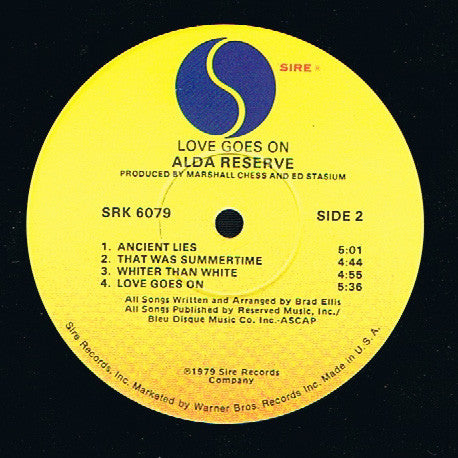 SIRE ®
LOVE GOES ON
ALDA RESERVE
PRODUCED BY MARSHALL CHESS AND ED STASIUM
SRK 6079
SIDE 2
1. ANCIENT LIES 5:01
2. THAT WAS SUMMERTIME 4:44
3. WHITER THAN WHITE 4:55
4. LOVE GOES ON 5:36
All Songs Written and Arranged by Brad Ellis
All Songs Published by Reserved Music, Inc./
Bleu Disque Music Co. Inc.-ASCAP
℗1979 Sire Records
Company
Sire Records, Inc. Marketed by Warner Bros. Records Inc. Made in U.S.A.